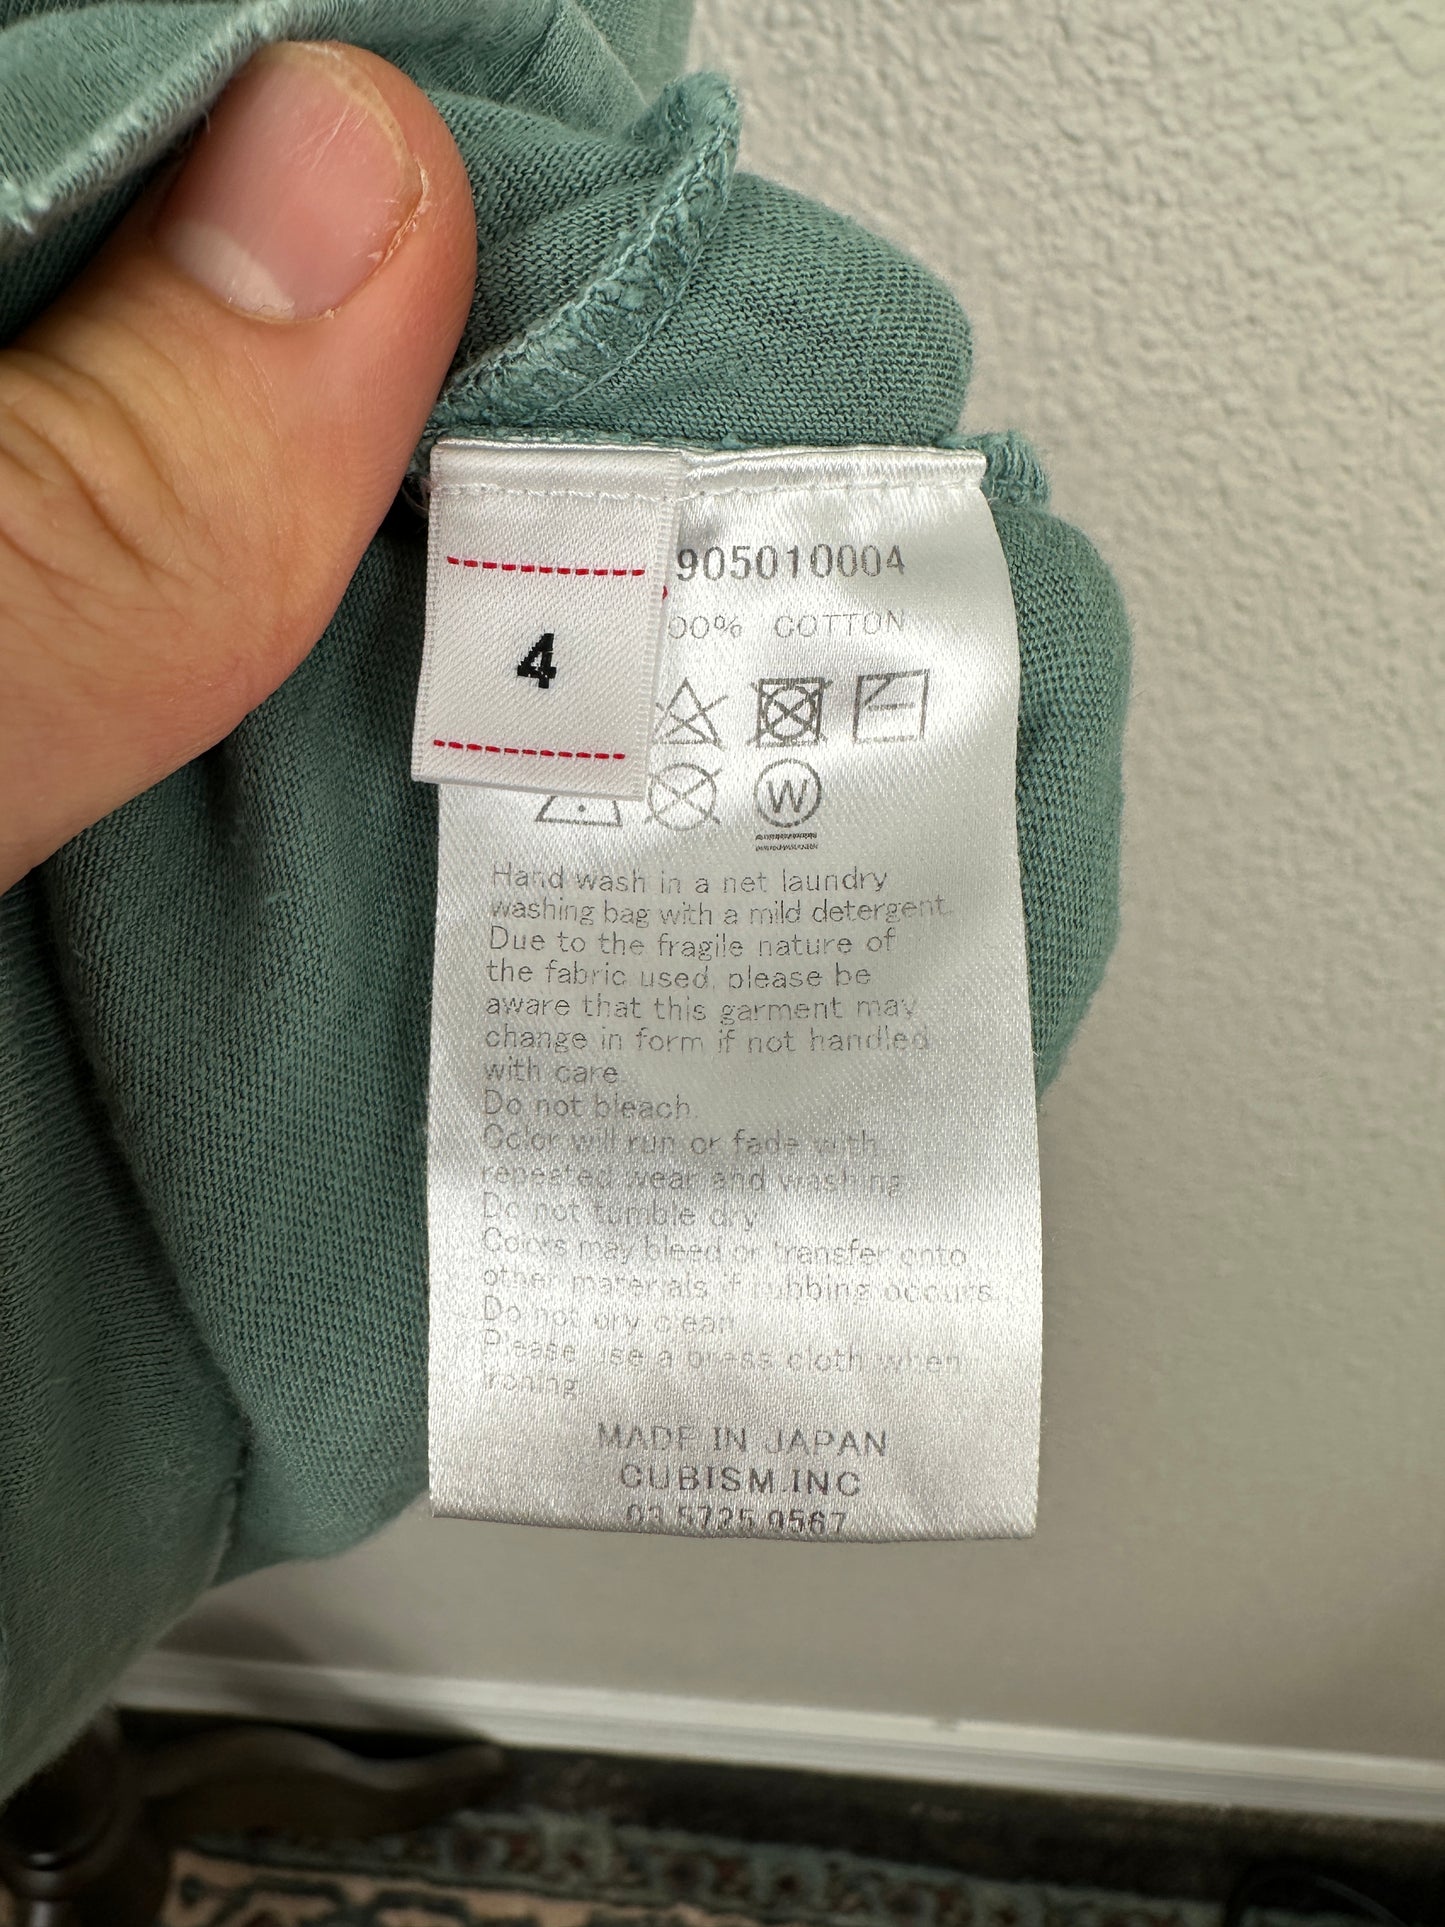 4
905010004
00% COTTON
W
Hand wash in a net laundry
washing bag with a mild detergent.
Due to the fragile nature of
the fabric used, please be
aware that this garment may
change in form if not handled
with care.
Do not bleach.
Color will run or fade with
repeated wear and washing.
Do not tumble dry.
Colors may bleed or transfer onto
other materials if rubbing occurs.
Do not dry clean.
Please use a press cloth when
ironing.
MADE IN JAPAN
CUBISM.INC
03 5725 0567